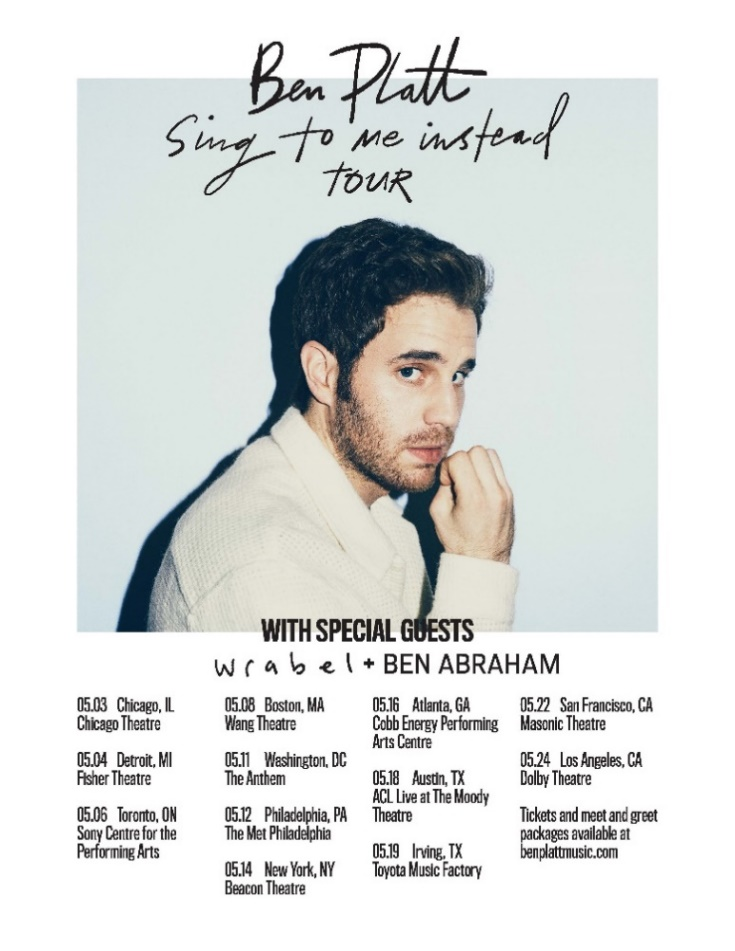 Ben Platt
Sing to me instead
TOUR
WITH SPECIAL GUESTS
wrabel + BEN ABRAHAM
05.03 Chicago, IL
Chicago Theatre
05.04 Detroit, MI
Fisher Theatre
05.06 Toronto, ON
Sony Centre for the
Performing Arts
05.08 Boston, MA
Wang Theatre
05.11 Washington, DC
The Anthem
05.12 Philadelphia, PA
The Met Philadelphia
05.14 New York, NY
Beacon Theatre
05.16 Atlanta, GA
Cobb Energy Performing
Arts Centre
05.18 Austin, TX
ACL Live at The Moody
Theatre
05.19 Irving, TX
Toyota Music Factory
05.22 San Francisco, CA
Masonic Theatre
05.24 Los Angeles, CA
Dolby Theatre
Tickets and meet and greet
packages available at
benplattmusic.com